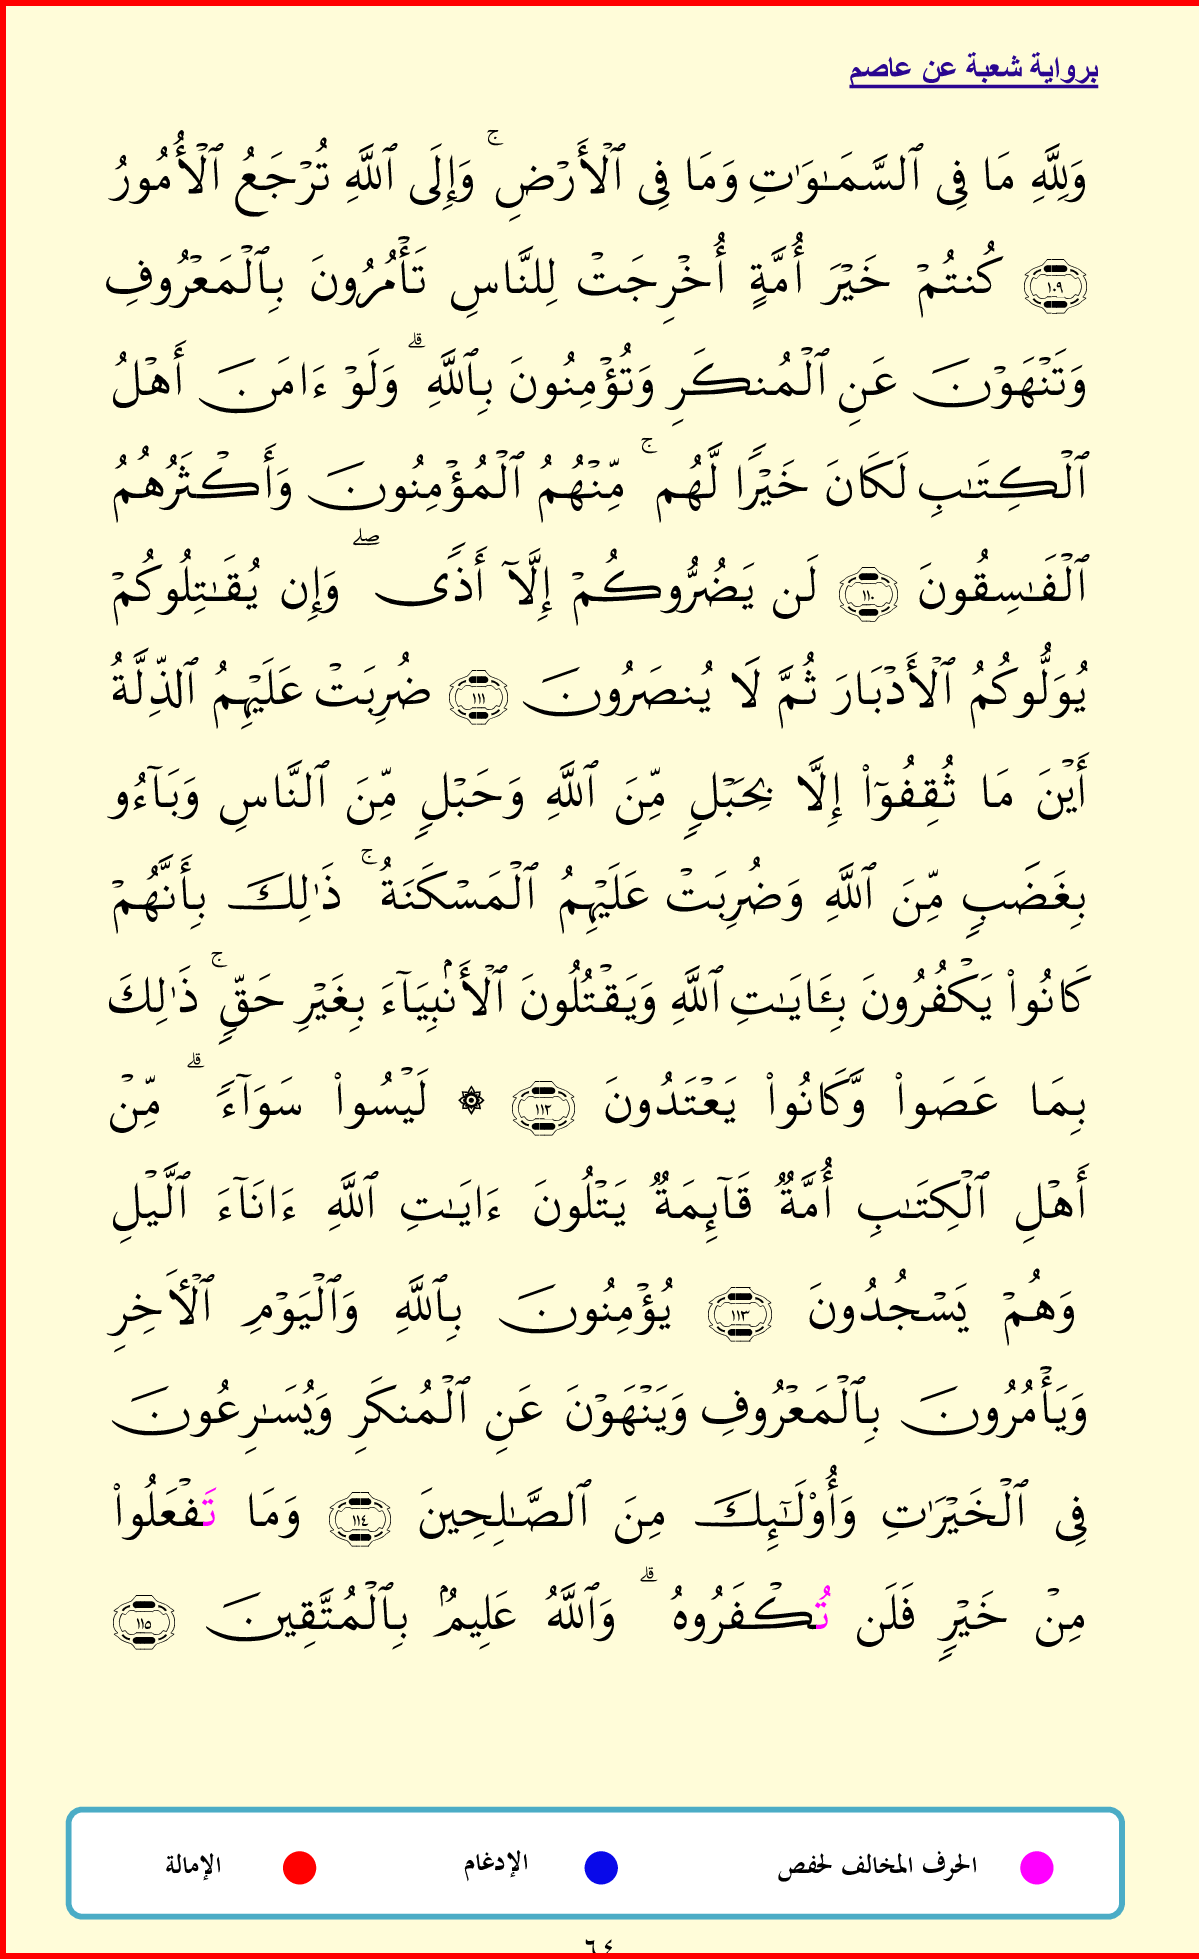 برواية شعبة عن عاصم
وَلِلَّهِ مَا فِى ٱلسَّمَـٰوَٰتِ وَمَا فِى ٱلْأَرْضِ ۚ وَإِلَى ٱللَّهِ تُرْجَعُ ٱلْأُمُورُ
١٠٩ كُنتُمْ خَيْرَ أُمَّةٍ أُخْرِجَتْ لِلنَّاسِ تَأْمُرُونَ بِٱلْمَعْرُوفِ
وَتَنْهَوْنَ عَنِ ٱلْمُنكَرِ وَتُؤْمِنُونَ بِٱللَّهِ ۗ وَلَوْ ءَامَنَ أَهْلُ
ٱلْكِتَـٰبِ لَكَانَ خَيْرًا لَّهُم ۚ مِّنْهُمُ ٱلْمُؤْمِنُونَ وَأَكْثَرُهُمُ
ٱلْفَـٰسِقُونَ ١١٠ لَن يَضُرُّوكُمْ إِلَّآ أَذًى ۖ وَإِن يُقَـٰتِلُوكُمْ
يُوَلُّوكُمُ ٱلْأَدْبَارَ ثُمَّ لَا يُنصَرُونَ ١١١ ضُرِبَتْ عَلَيْهِمُ ٱلذِّلَّةُ
أَيْنَ مَا ثُقِفُوٓا۟ إِلَّا بِحَبْلٍ مِّنَ ٱللَّهِ وَحَبْلٍ مِّنَ ٱلنَّاسِ وَبَآءُو
بِغَضَبٍ مِّنَ ٱللَّهِ وَضُرِبَتْ عَلَيْهِمُ ٱلْمَسْكَنَةُ ۚ ذَٰلِكَ بِأَنَّهُمْ
كَانُوا۟ يَكْفُرُونَ بِـَٔايَـٰتِ ٱللَّهِ وَيَقْتُلُونَ ٱلْأَنۢبِيَآءَ بِغَيْرِ حَقٍّ ۚ ذَٰلِكَ
بِمَا عَصَوا۟ وَّكَانُوا۟ يَعْتَدُونَ ١١٢ ۞ لَيْسُوا۟ سَوَآءً ۗ مِّنْ
أَهْلِ ٱلْكِتَـٰبِ أُمَّةٌ قَآئِمَةٌ يَتْلُونَ ءَايَـٰتِ ٱللَّهِ ءَانَآءَ ٱلَّيْلِ
وَهُمْ يَسْجُدُونَ ١١٣ يُؤْمِنُونَ بِٱللَّهِ وَٱلْيَوْمِ ٱلْـَٔاخِرِ
وَيَأْمُرُونَ بِٱلْمَعْرُوفِ وَيَنْهَوْنَ عَنِ ٱلْمُنكَرِ وَيُسَـٰرِعُونَ
فِى ٱلْخَيْرَٰتِ وَأُو۟لَـٰٓئِكَ مِنَ ٱلصَّـٰلِحِينَ ١١٤ وَمَا تَفْعَلُوا۟
مِنْ خَيْرٍ فَلَن تُكْفَرُوهُ ۗ وَٱللَّهُ عَلِيمٌۢ بِٱلْمُتَّقِينَ ١١٥
الحرف المخالف لحفص الإدغام الإمالة
٦٤